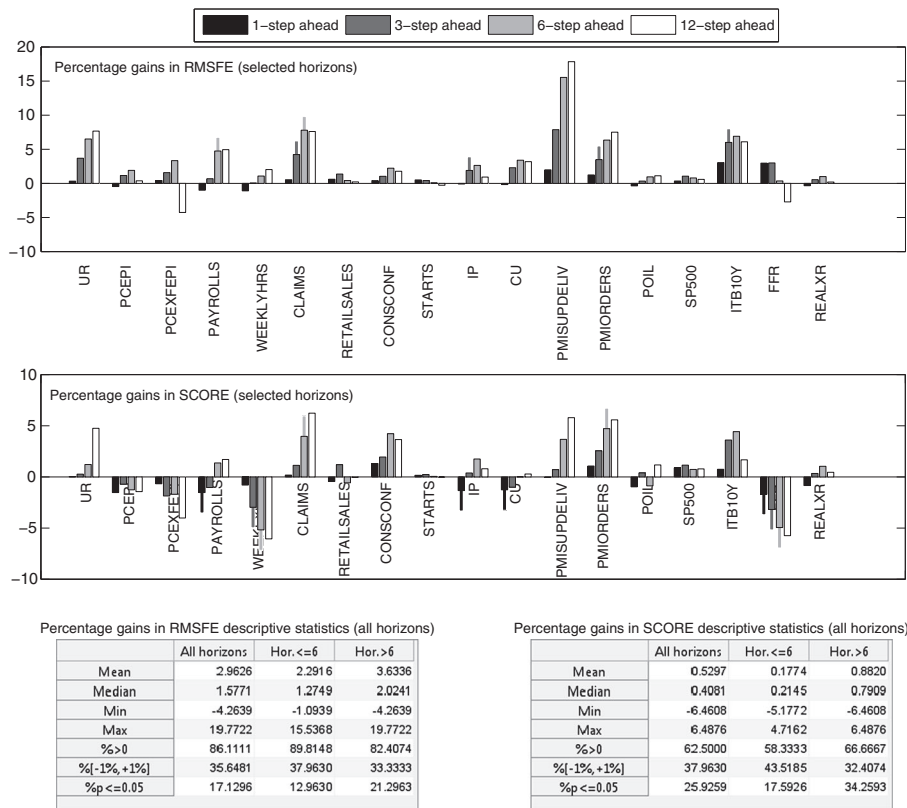 1−step ahead 3−step ahead 6−step ahead 12−step ahead
Percentage gains in RMSFE (selected horizons)
20
15
10
5
0
−5
−10
UR PCEPI PCEXFEPI PAYROLLS WEEKLYHRS CLAIMS RETAILSALES CONSCONF STARTS IP CU PMISUPDELIV PMIORDERS POIL SP500 ITB10Y FFR REALXR
Percentage gains in SCORE (selected horizons)
10
5
0
−5
−10
UR PCEPI PCEXFEPI PAYROLLS CLAIMS RETAILSALES CONSCONF STARTS IP CU PMISUPDELIV PMIORDERS POIL SP500 ITB10Y REALXR
Percentage gains in RMSFE descriptive statistics (all horizons)
All horizons Hor.<=6 Hor.>6
Mean 2.9626 2.2916 3.6336
Median 1.5771 1.2749 2.0241
Min -4.2639 -1.0939 -4.2639
Max 19.7722 15.5368 19.7722
%>0 86.1111 89.8148 82.4074
%[-1%,+1%] 35.6481 37.9630 33.3333
%p<=0.05 17.1296 12.9630 21.2963
Percentage gains in SCORE descriptive statistics (all horizons)
All horizons Hor.<=6 Hor.>6
Mean 0.5297 0.1774 0.8820
Median 0.4081 0.2145 0.7909
Min -6.4608 -5.1772 -6.4608
Max 6.4876 4.7162 6.4876
%>0 62.5000 58.3333 66.6667
%[-1%,+1%] 37.9630 43.5185 32.4074
%p<=0.05 25.9259 17.5926 34.2593